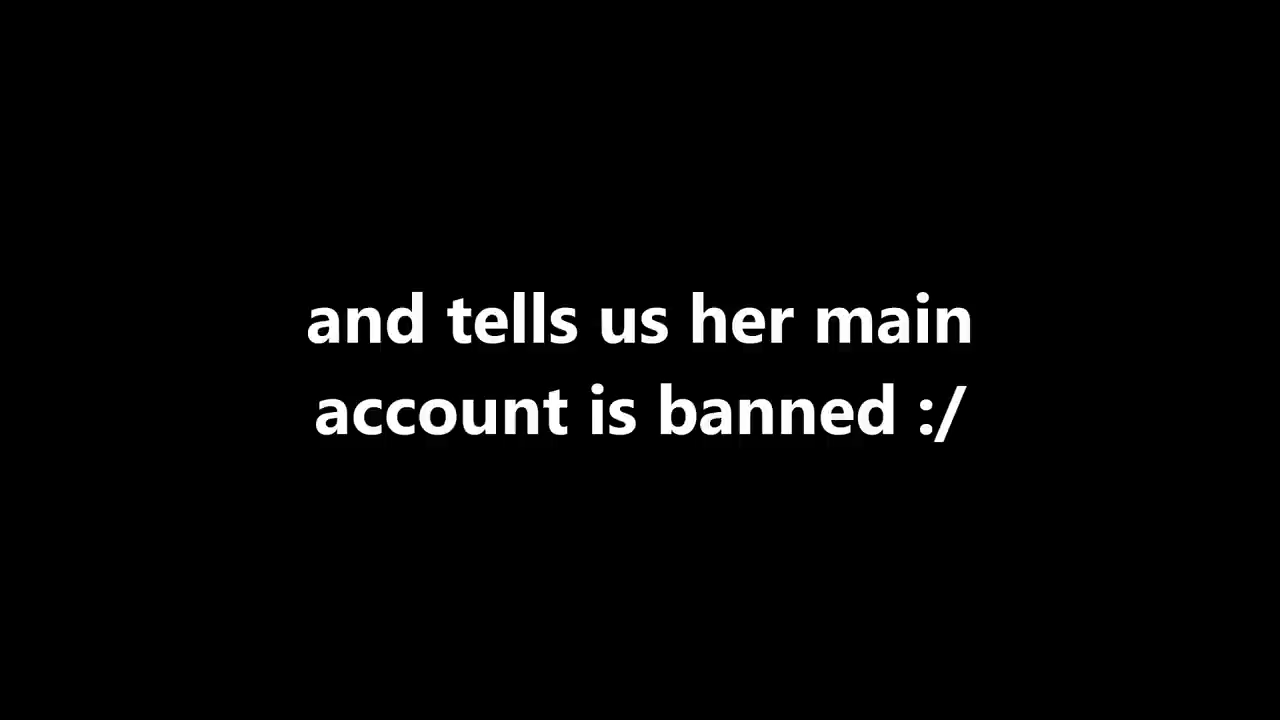 and tells us her main
account is banned :/